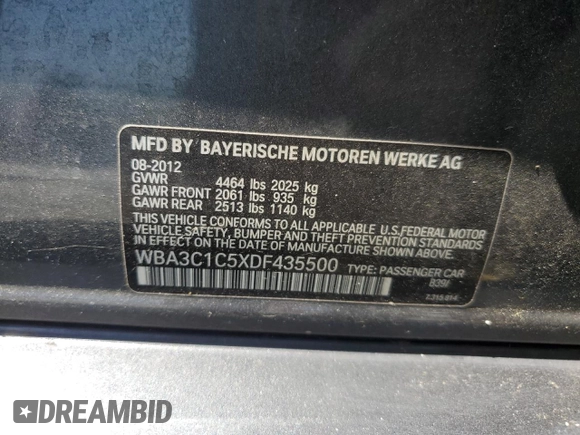 MFD BY BAYERISCHE MOTOREN WERKE AG
08-2012
GVWR 4464 lbs 2025 kg
GAWR FRONT 2061 lbs 935 kg
GAWR REAR 2513 lbs 1140 kg
THIS VEHICLE CONFORMS TO ALL APPLICABLE U.S.FEDERAL MOTOR
VEHICLE SAFETY, BUMPER AND THEFT PREVENTION STANDARDS
IN EFFECT ON THE DATE OF MANUFACTURE SHOWN ABOVE.
WBA3C1C5XDF435500 TYPE: PASSENGER CAR
DREAMBID